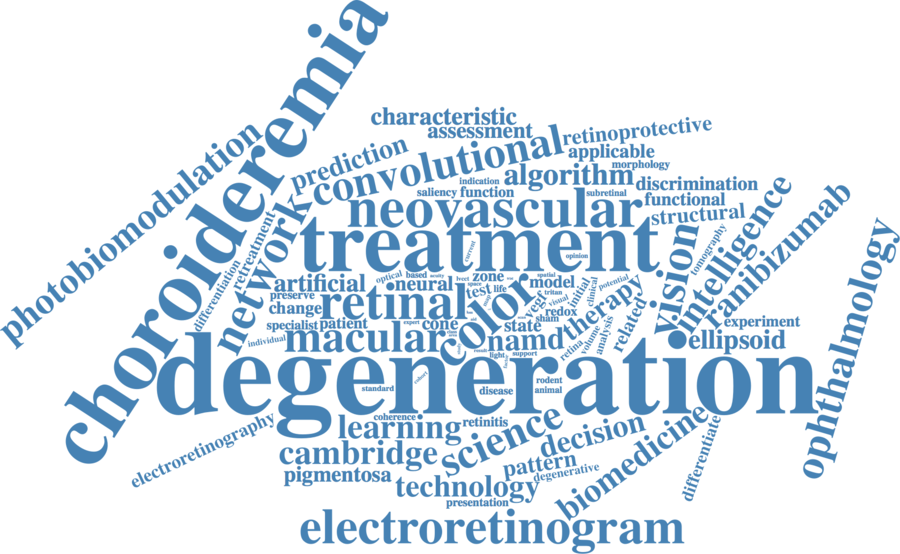 choroideremia
photobiomodulation
characteristic
assessment
retinoprotective
prediction
convolutional
applicable
morphology
algorithm
indication
saliency function
subretinal
discrimination
functional
structural
neovascular
network
treatment
retreatment
differentiation
current
opinion
tomography
vision
intelligence
ranibizumab
ophthalmology
artificial
optical
based
acuity
neural
zone
spatial
model
potential
clinical
initial
therapy
preserve
change
retinal
test
life
space
color
vegf
tritan
visual
redox
sham
state
specialist patient
expert
cone
individual
macular
namd
volume
analysis
related
retina
experiment
ellipsoid
light
support
degeneration
standard
cohort
disease
rodent
animal
coherence
learning
retinitis
science
decision
electroretinography
cambridge
pigmentosa
pattern
degenerative
biomedicine
differentiate
technology
presentation
electroretinogram